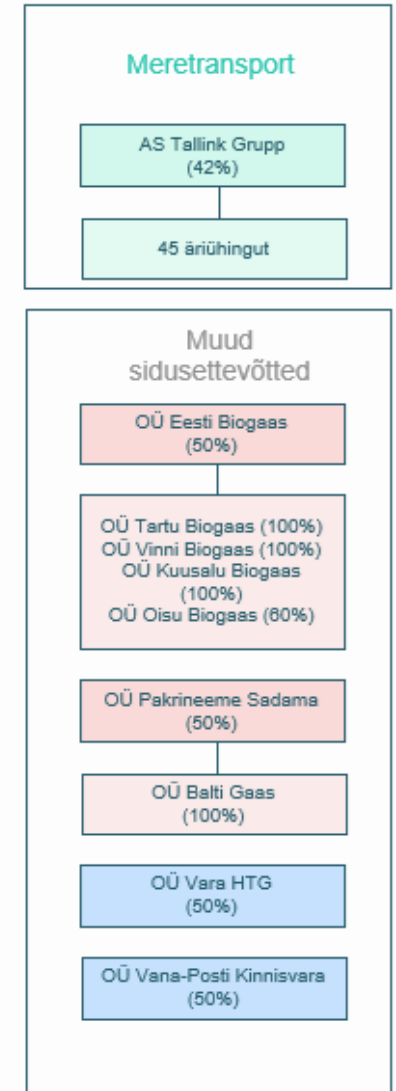 Meretransport
AS Tallink Grupp
(42%)
45 äriühingut
Muud
sidusettevõtted
OÜ Eesti Biogaas
(50%)
OÜ Tartu Biogaas (100%)
OÜ Vinni Biogaas (100%)
OÜ Kuusalu Biogaas
(100%)
OÜ Oisu Biogaas (60%)
OÜ Pakrineeme Sadama
(50%)
OÜ Balti Gaas
(100%)
OÜ Vara HTG
(50%)
OÜ Vana-Posti Kinnisvara
(50%)